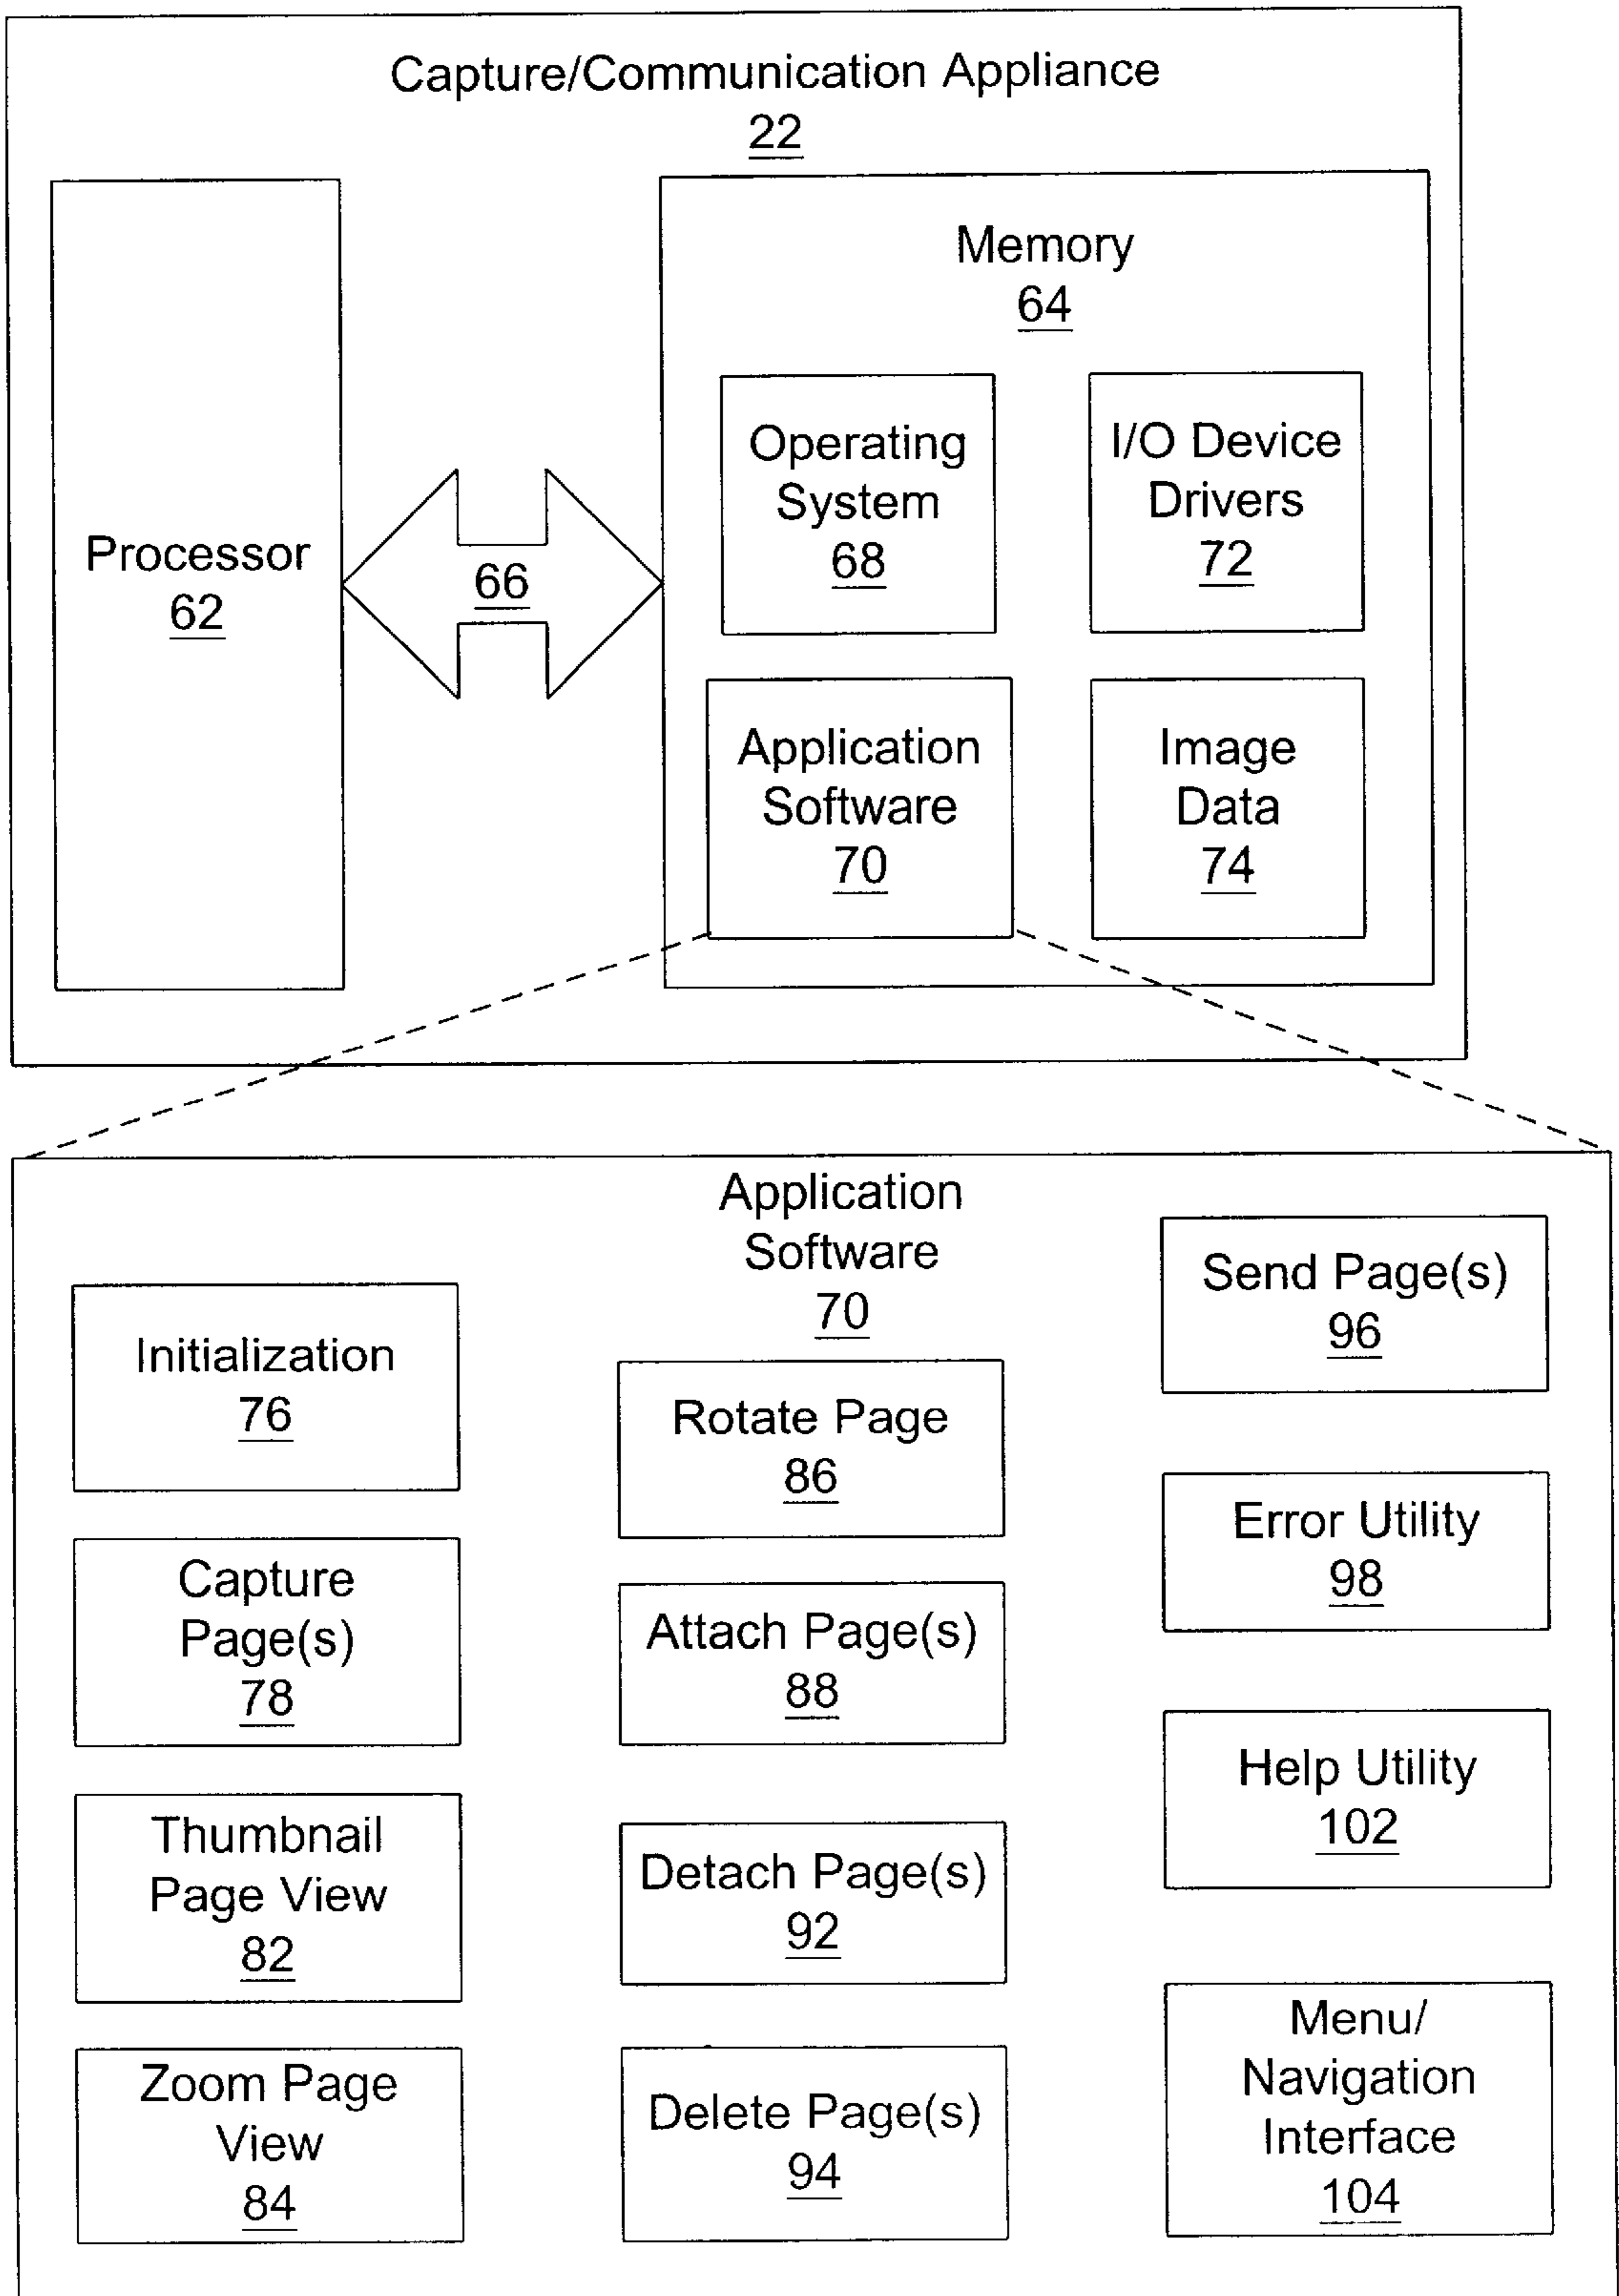 Capture/Communication Appliance
22
Processor
62
66
Memory
64
Operating
System
68
I/O Device
Drivers
72
Application
Software
70
Image
Data
74
Application
Software
70
Initialization
76
Capture
Page(s)
78
Thumbnail
Page View
82
Zoom Page
View
84
Rotate Page
86
Attach Page(s)
88
Detach Page(s)
92
Delete Page(s)
94
Send Page(s)
96
Error Utility
98
Help Utility
102
Menu/
Navigation
Interface
104